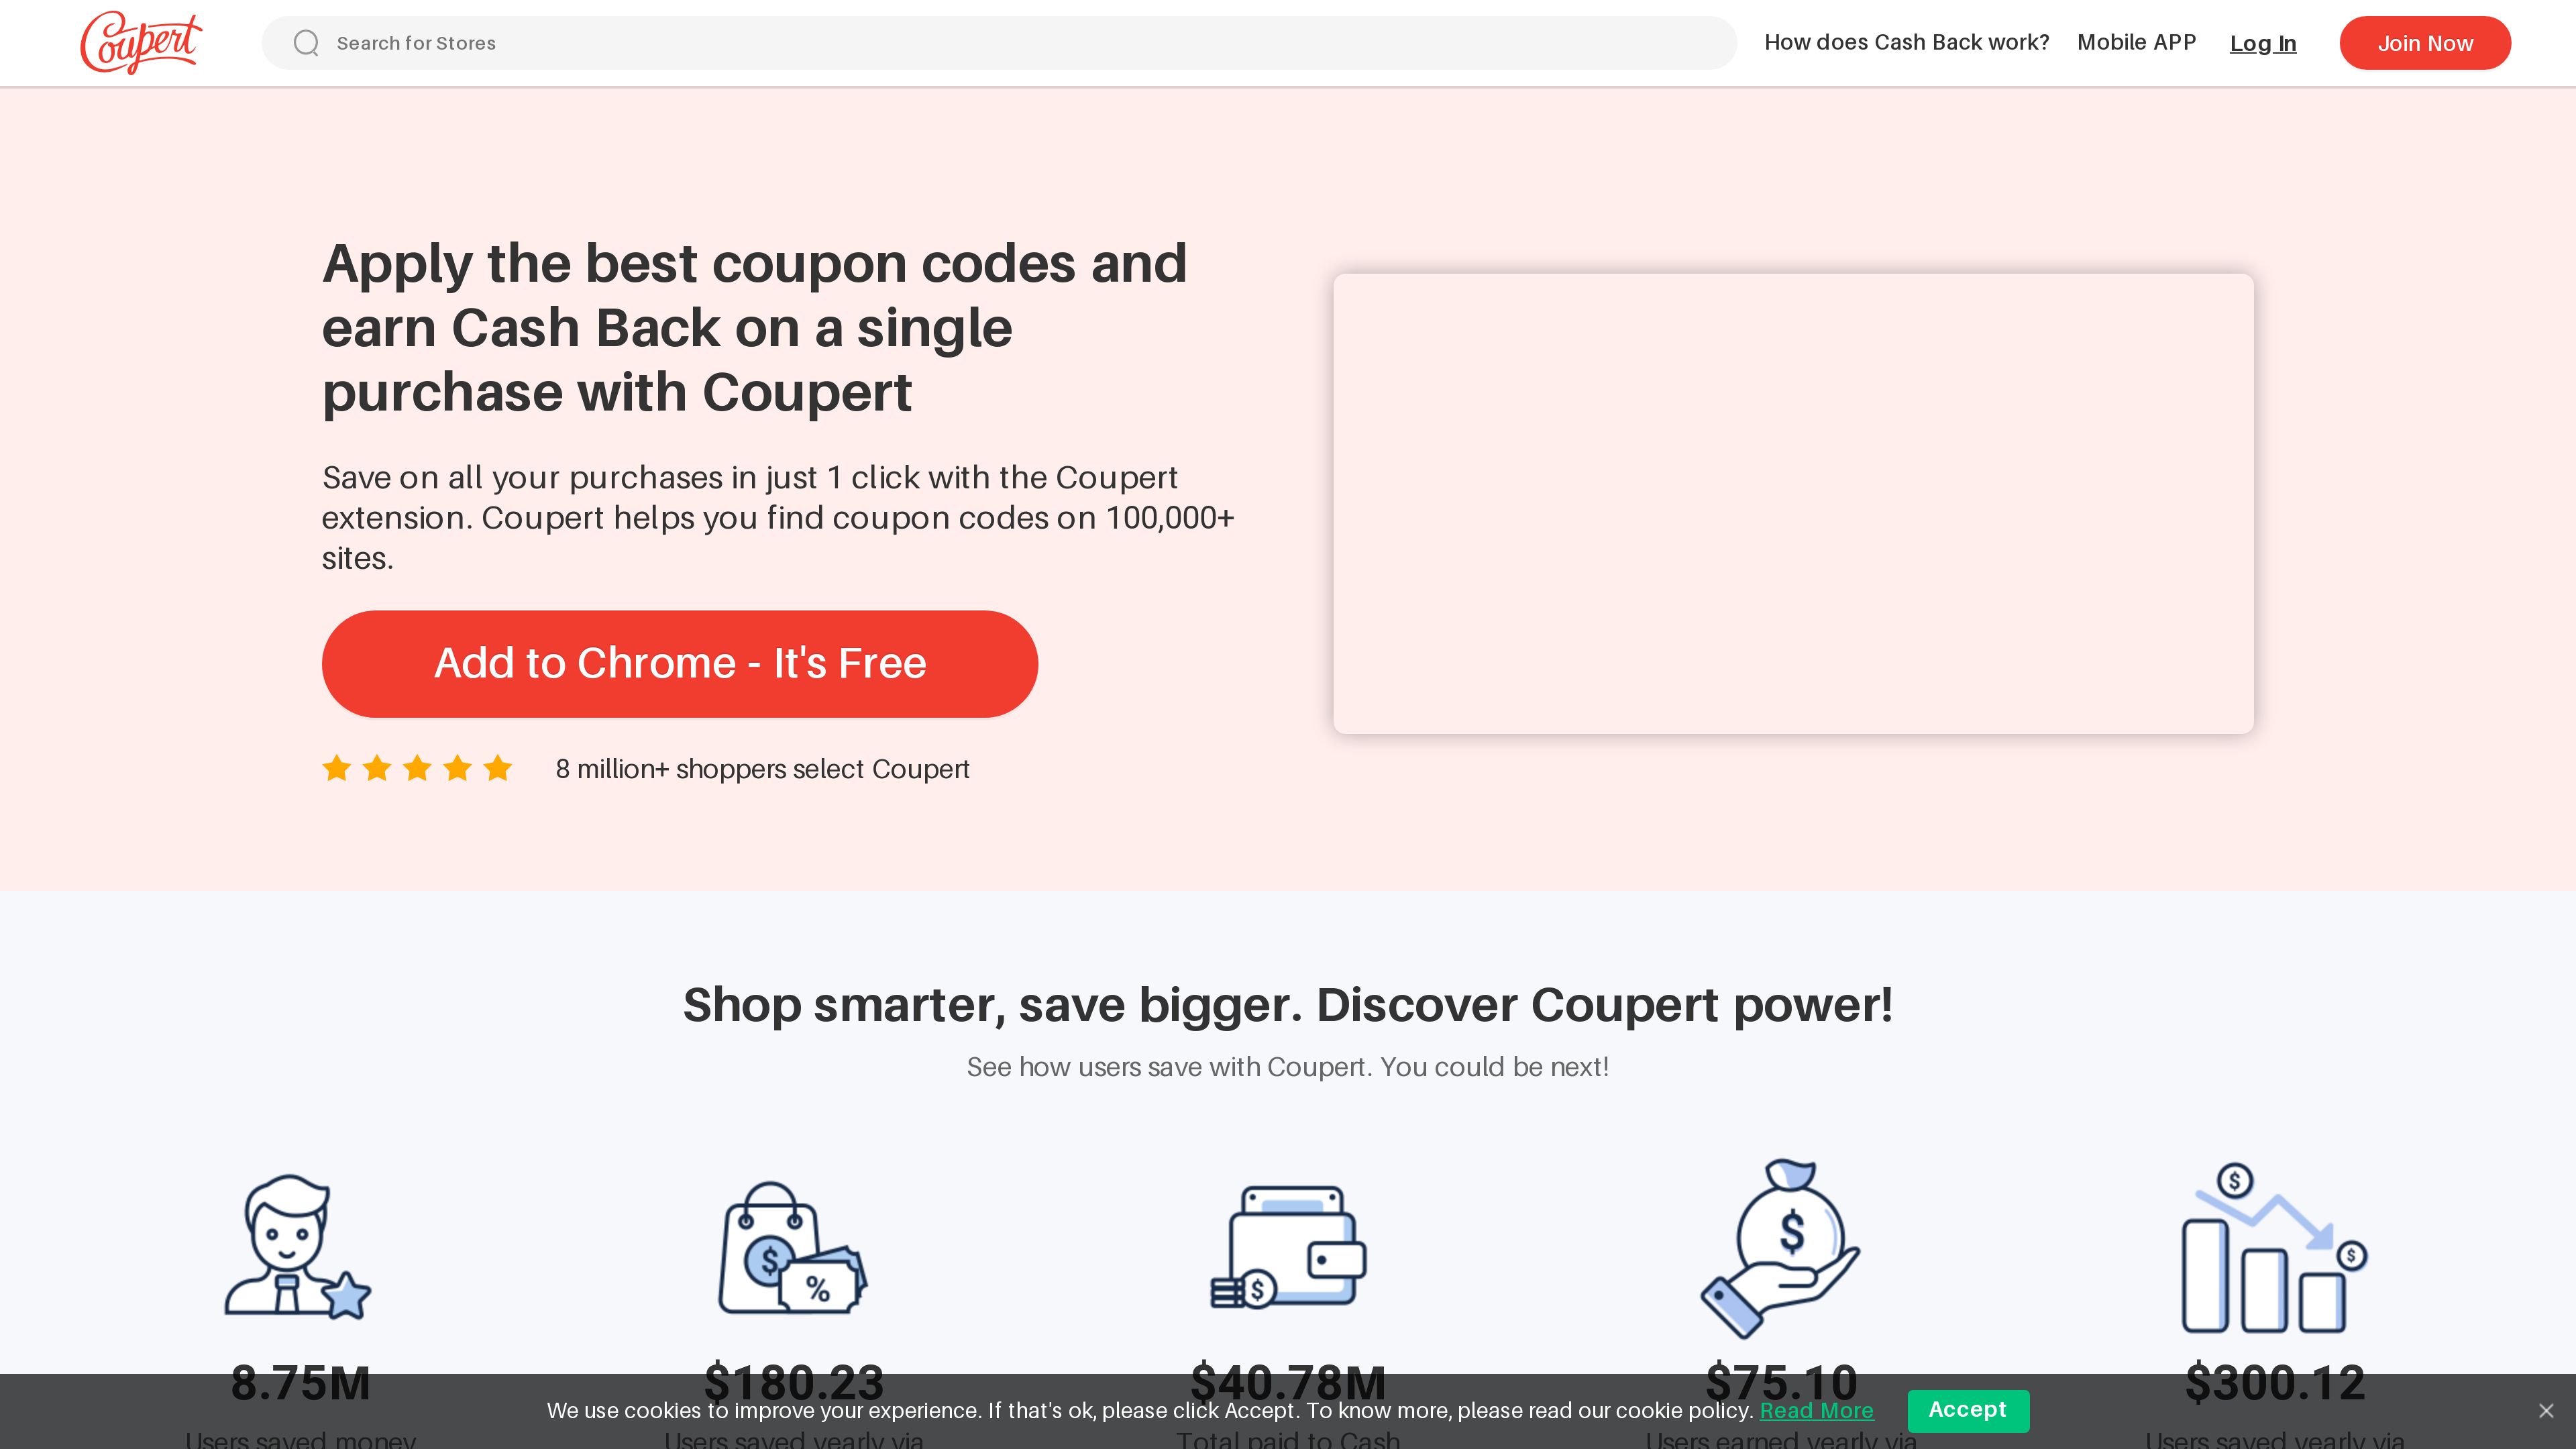 Coupert
Search for Stores
How does Cash Back work?
Mobile APP
Log In
Join Now
Apply the best coupon codes and
earn Cash Back on a single
purchase with Coupert
Save on all your purchases in just 1 click with the Coupert
extension. Coupert helps you find coupon codes on 100,000+
sites.
Add to Chrome - It's Free
8 million+ shoppers select Coupert
Shop smarter, save bigger. Discover Coupert power!
See how users save with Coupert. You could be next!
$
$
%
$
$
$
$
8.75M
$180.23
$40.78M
$75.10
$300.12
We use cookies to improve your experience. If that's ok, please click Accept. To know more, please read our cookie policy. Read More
Accept
Users saved money
Users saved yearly via
Total paid to Cash
Users earned yearly via
Users saved yearly via